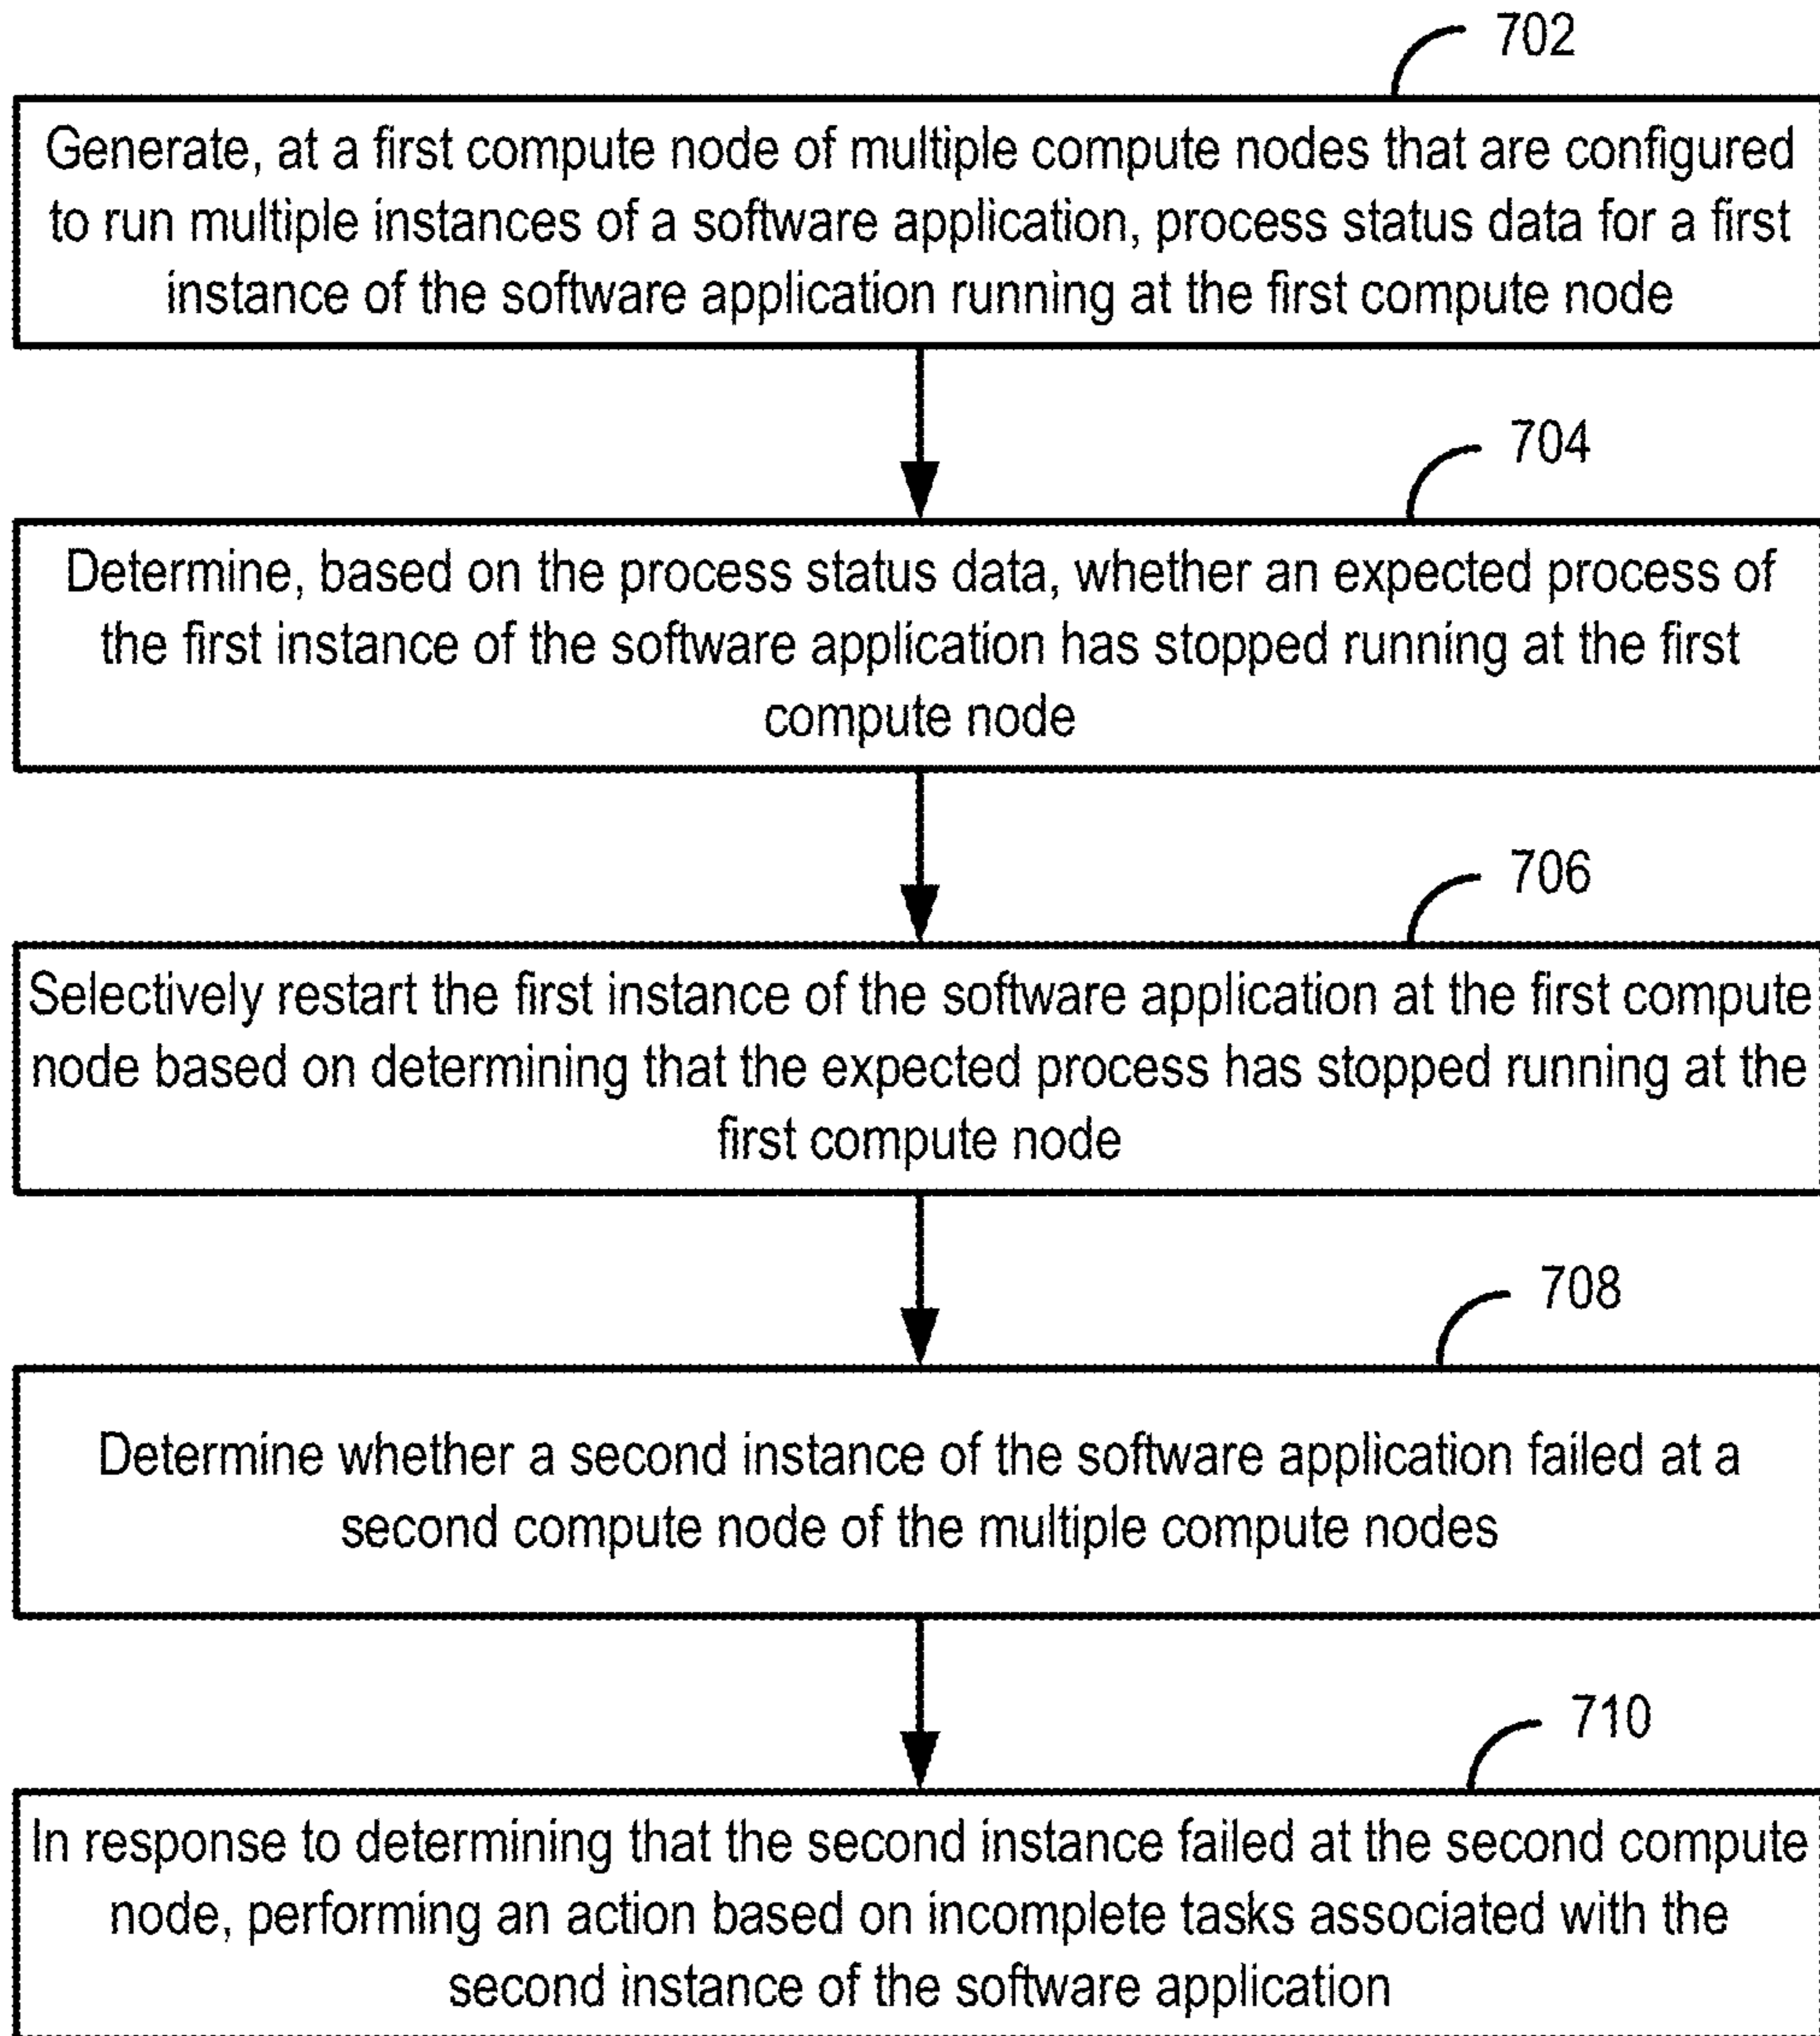 702
Generate, at a first compute node of multiple compute nodes that are configured
to run multiple instances of a software application, process status data for a first
instance of the software application running at the first compute node
704
Determine, based on the process status data, whether an expected process of
the first instance of the software application has stopped running at the first
compute node
706
Selectively restart the first instance of the software application at the first compute
node based on determining that the expected process has stopped running at the
first compute node
708
Determine whether a second instance of the software application failed at a
second compute node of the multiple compute nodes
710
In response to determining that the second instance failed at the second compute
node, performing an action based on incomplete tasks associated with the
second instance of the software application